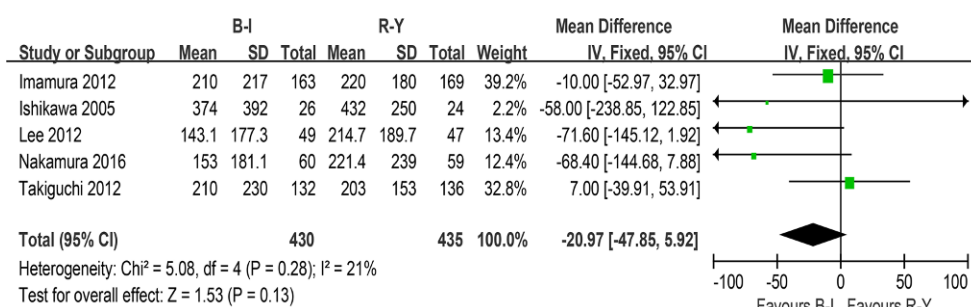 B-I R-Y Mean Difference Mean Difference
Study or Subgroup Mean SD Total Mean SD Total Weight IV, Fixed, 95% CI IV, Fixed, 95% CI
Imamura 2012 210 217 163 220 180 169 39.2% -10.00 [-52.97, 32.97]
Ishikawa 2005 374 392 26 432 250 24 2.2% -58.00 [-238.85, 122.85]
Lee 2012 143.1 177.3 49 214.7 189.7 47 13.4% -71.60 [-145.12, 1.92]
Nakamura 2016 153 181.1 60 221.4 239 59 12.4% -68.40 [-144.68, 7.88]
Takiguchi 2012 210 230 132 203 153 136 32.8% 7.00 [-39.91, 53.91]
Total (95% CI) 430 435 100.0% -20.97 [-47.85, 5.92]
Heterogeneity: Chi² = 5.08, df = 4 (P = 0.28); I² = 21%
Test for overall effect: Z = 1.53 (P = 0.13)
-100 -50 0 50 100
Favours B-I Favours R-Y